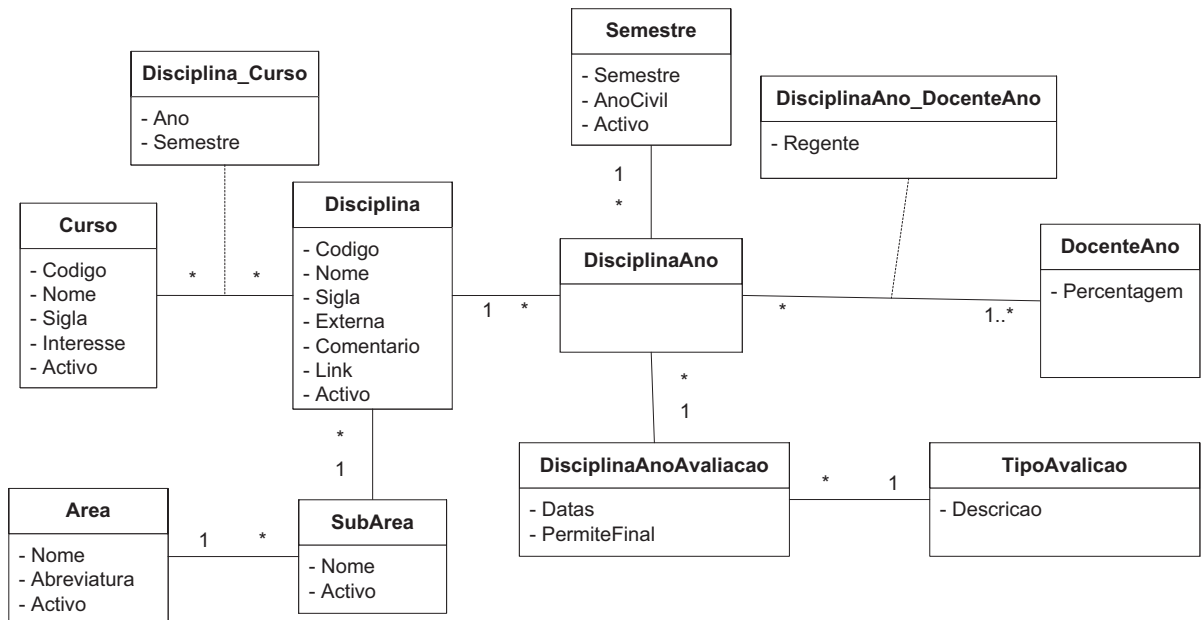 Semestre
- Semestre
- AnoCivil
- Activo
Disciplina_Curso
- Ano
- Semestre
DisciplinaAno_DocenteAno
- Regente
1
*
Curso
- Codigo
- Nome
- Sigla
- Interesse
- Activo
*
*
Disciplina
- Codigo
- Nome
- Sigla
- Externa
- Comentario
- Link
- Activo
1
*
DisciplinaAno
*
1..*
DocenteAno
- Percentagem
*
1
*
1
DisciplinaAnoAvaliacao
- Datas
- PermiteFinal
*
1
TipoAvalicao
- Descricao
Area
- Nome
- Abreviatura
- Activo
1
*
SubArea
- Nome
- Activo